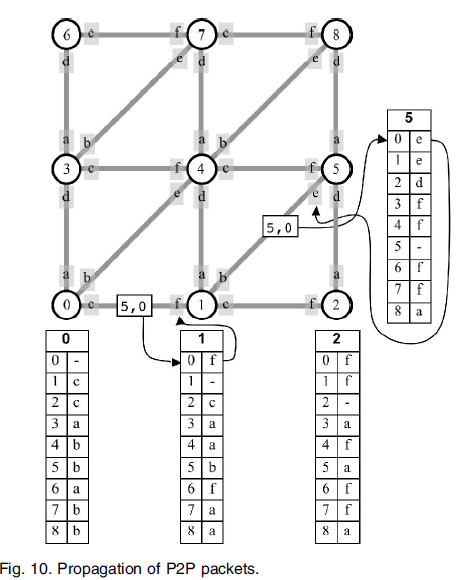 6 c f 7 c f 8
d e d e d
a b a b a
3 c f 4 c f 5
d e d e d
5,0
a b a b a
0 c 5,0 f 1 c f 2
5
0 e
1 e
2 d
3 f
4 f
5 -
6 f
7 f
8 a
0
0 -
1 c
2 c
3 a
4 b
5 b
6 a
7 b
8 b
1
0 f
1 -
2 c
3 a
4 a
5 b
6 f
7 a
8 a
2
0 f
1 f
2 -
3 a
4 f
5 a
6 f
7 f
8 a
Fig. 10. Propagation of P2P packets.